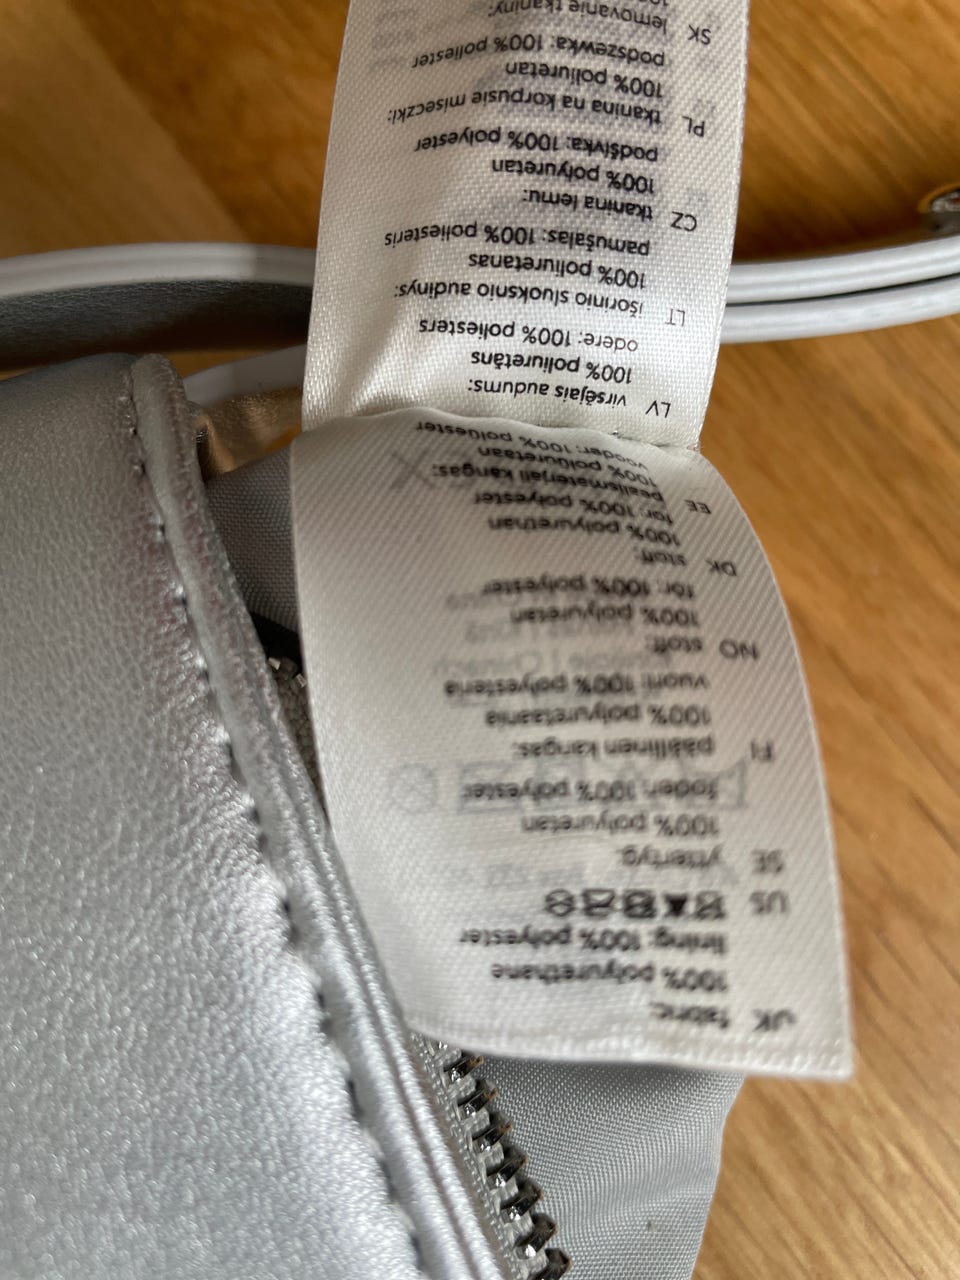 UK fabric:
100% polyurethane
lining: 100% polyester
US
SE yttertyg:
100% polyuretan
foder: 100% polyester
FI päällinen kangas:
100% polyuretaania
vuori: 100% polyesteria
NO stoff:
100% polyuretan
fôr: 100% polyester
DK stof:
100% polyurethan
for: 100% polyester
EE pealismaterjali kangas:
100% polüuretaan
vooder: 100% polüester
LV virsējais audums:
100% poliuretāns
odere: 100% poliesters
LT išorinio sluoksnio audinys:
100% poliuretanas
pamušalas: 100% poliesteris
CZ tkanina lemu:
100% polyuretan
podšívka: 100% polyester
PL tkanina na korpusie miseczki:
100% poliuretan
podszewka: 100% poliester
SK lemovanie tkaniny: